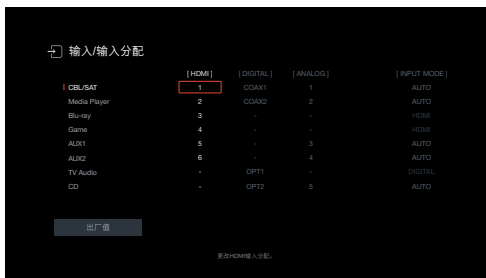 输入/输入分配
[ HDMI ] [ DIGITAL ] [ ANALOG ] [ INPUT MODE ]
CBL/SAT 1 COAX1 1 AUTO
Media Player 2 COAX2 2 AUTO
Blu-ray 3 - - HDMI
Game 4 - - HDMI
AUX1 5 - 3 AUTO
AUX2 6 - 4 AUTO
TV Audio - OPT1 - DIGITAL
CD - OPT2 5 AUTO
出厂值
更改HDMI输入分配。